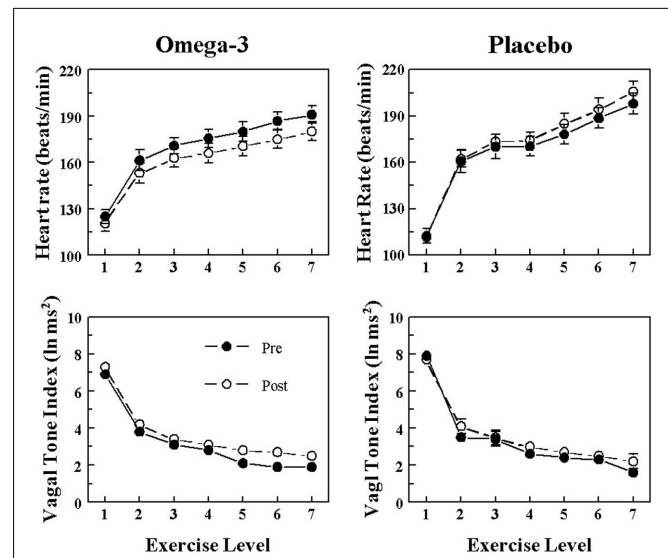 Omega-3
Placebo
Heart rate (beats/min)
220
190
160
130
100
1 2 3 4 5 6 7
Heart Rate (beats/min)
220
190
160
130
100
1 2 3 4 5 6 7
Vagal Tone Index (ln ms²)
10
8
6
4
2
0
Pre
Post
1 2 3 4 5 6 7
Exercise Level
Vagl Tone Index (ln ms²)
10
8
6
4
2
0
1 2 3 4 5 6 7
Exercise Level